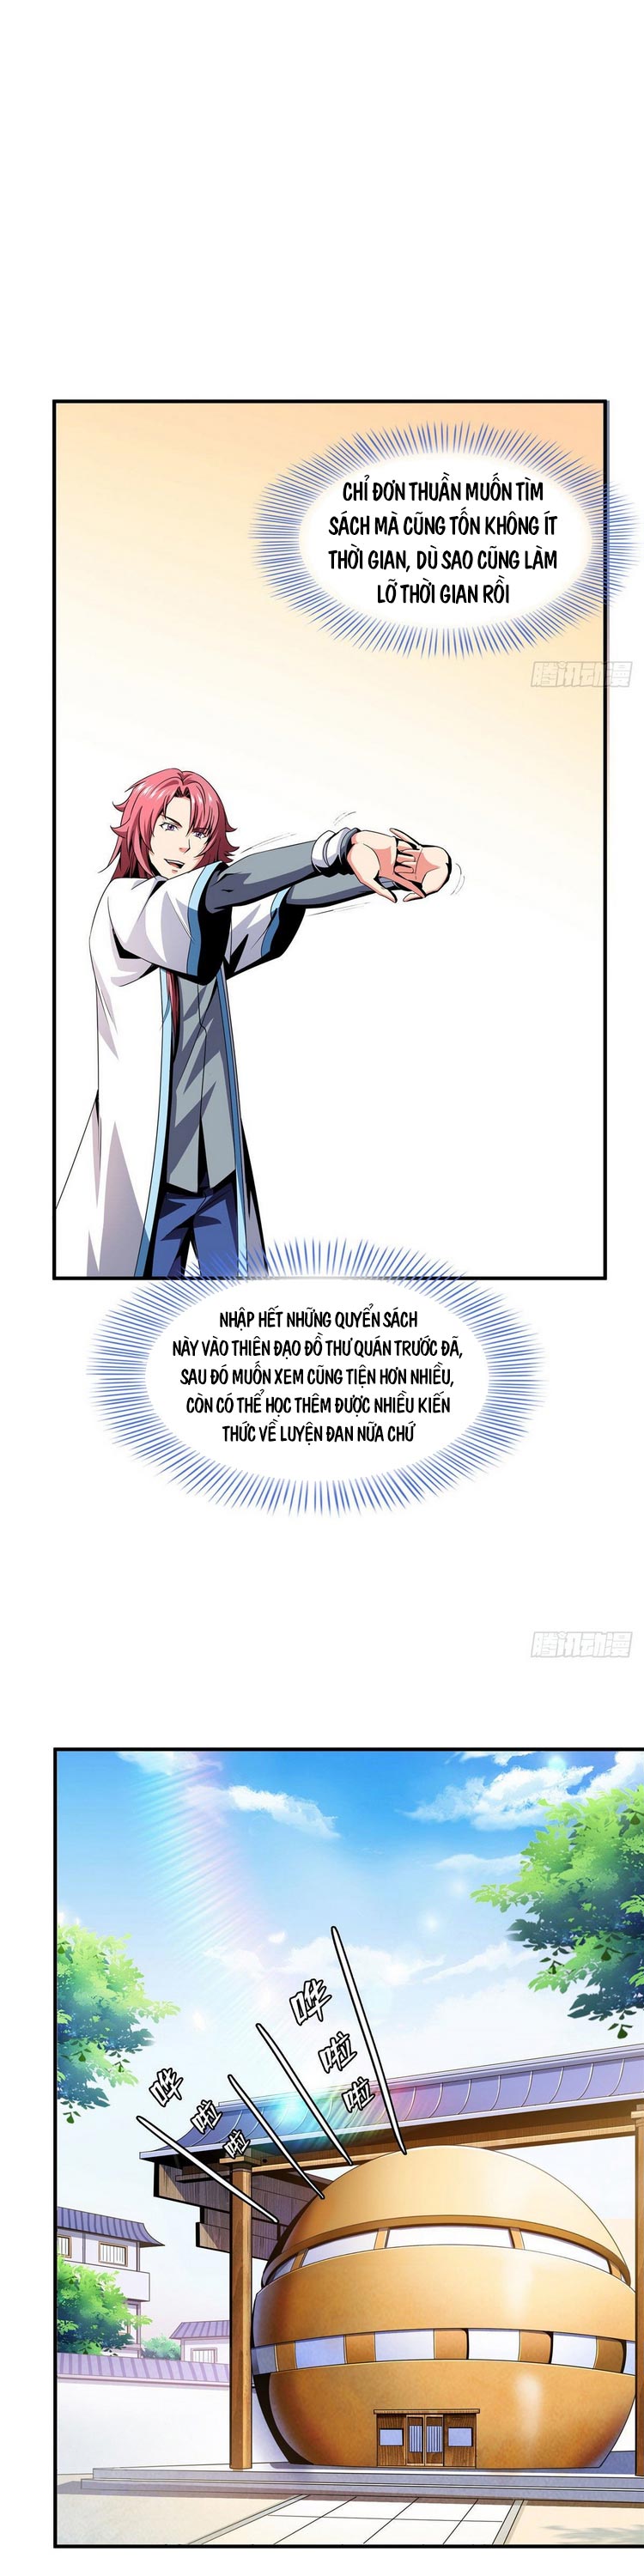 CHỈ ĐƠN THUẦN MUỐN TÌM
SÁCH MÀ CŨNG TỐN KHÔNG ÍT
THỜI GIAN, DÙ SAO CŨNG LÀM
LỠ THỜI GIAN RỒI
腾讯动漫
NHẬP HẾT NHỮNG QUYỂN SÁCH
NÀY VÀO THIÊN ĐẠO ĐỒ THƯ QUÁN TRƯỚC ĐÃ,
SAU ĐÓ MUỐN XEM CŨNG TIỆN HƠN NHIỀU,
CÒN CÓ THỂ HỌC THÊM ĐƯỢC NHIỀU KIẾN
THỨC VỀ LUYỆN ĐAN NỮA CHỨ
腾讯动漫
哗
啦
啦
哗
啦
啦